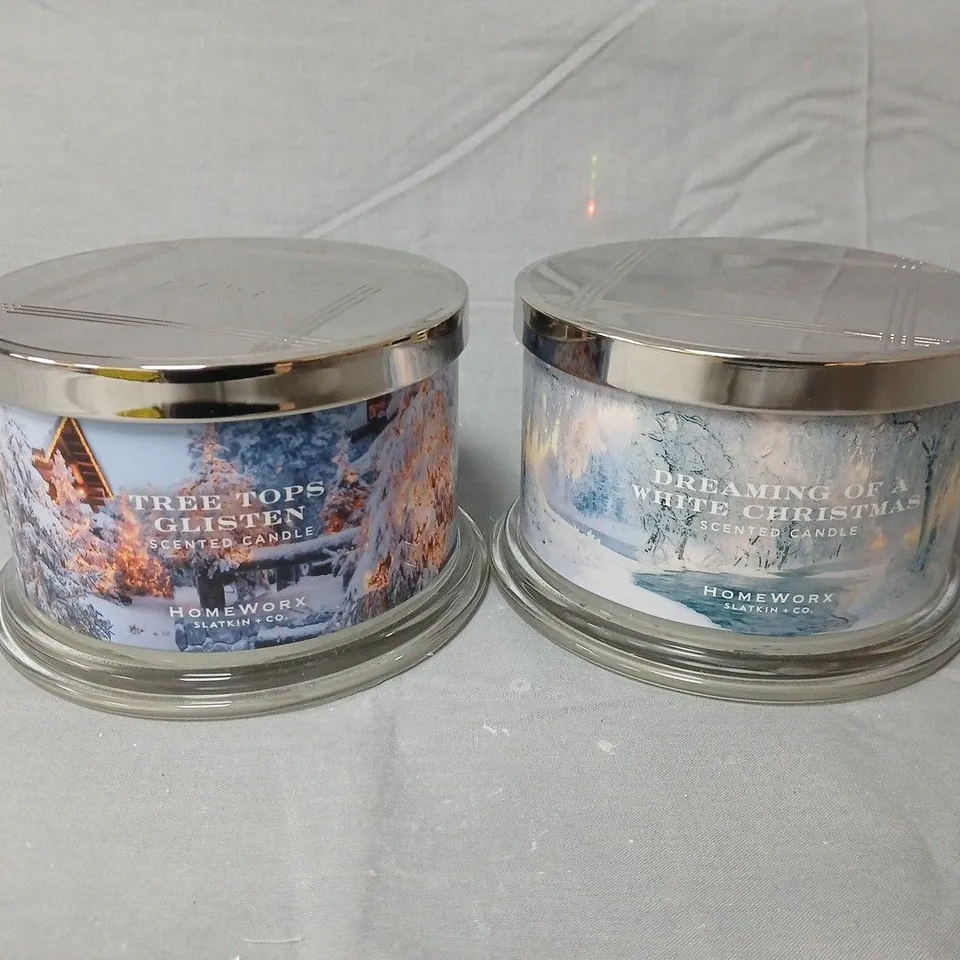 TREE TOPS
GLISTEN
SCENTED CANDLE
HOMEWORX
SLATKIN + CO.
DREAMING OF A
WHITE CHRISTMAS
SCENTED CANDLE
HOMEWORX
SLATKIN + CO.